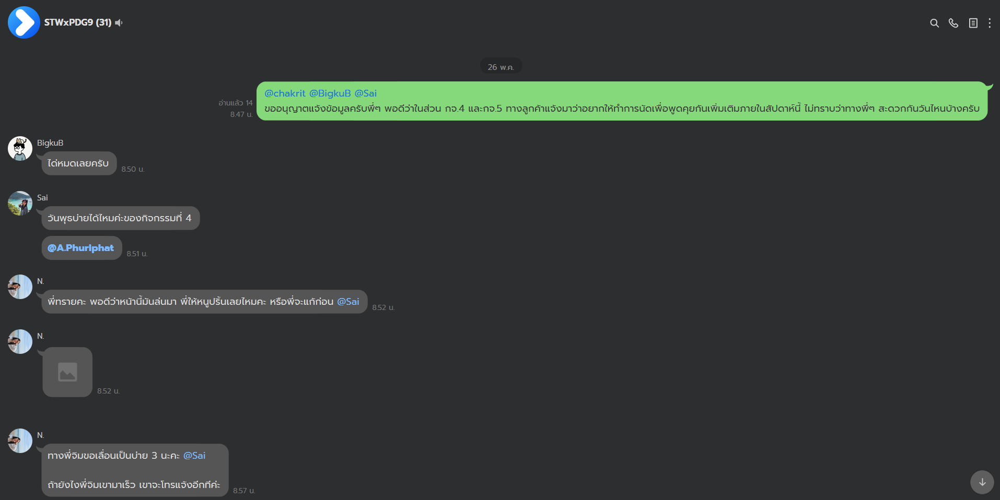 STWxPDG9 (31)
26 พ.ค.
@chakrit @BigkuB @Sai
ขออนุญาตแจ้งข้อมูลครับพี่ๆ พอดีว่าในส่วน กจ.4 และกจ.5 ทางลูกค้าแจ้งมาว่าอยากให้ทำการนัดเพื่อพูดคุยกันเพิ่มเติมภายในสัปดาห์นี้ ไม่ทราบว่าทางพี่ๆ สะดวกกันวันไหนบ้างครับ
อ่านแล้ว 14
8.47 น.
BigkuB
ได่หมดเลยครับ
8.50 น.
Sai
วันพุธบ่ายได้ไหมค่ะของกิจกรรมที่ 4
@A.Phuriphat
8.51 น.
N.
พี่ทรายคะ พอดีว่าหน้านี้มันล่นมา พี่ให้หนูปริ้นเลยไหมคะ หรือพี่จะแก้ก่อน @Sai
8.52 น.
N.
8.52 น.
N.
ทางพี่จิมขอเลื่อนเป็นบ่าย 3 นะคะ @Sai
ถ้ายังไงพี่จิมเขามาเร็ว เขาจะโทรแจ้งอีกทีค่ะ
8.57 น.